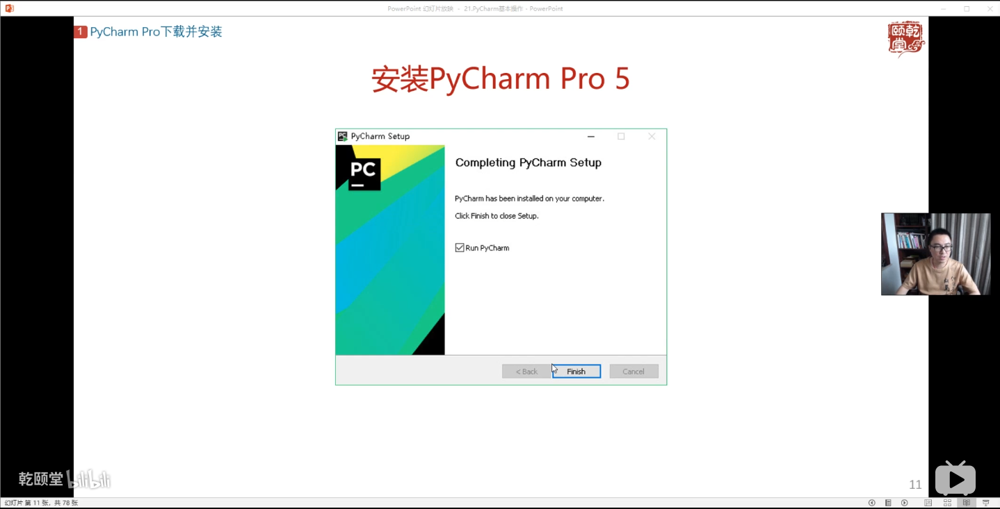 PowerPoint 幻灯片放映 - 21.PyCharm基本操作 - PowerPoint
1 PyCharm Pro下载并安装
颐乾堂
安装PyCharm Pro 5
PyCharm Setup
PC
Completing PyCharm Setup
PyCharm has been installed on your computer.
Click Finish to close Setup.
Run PyCharm
< Back
Finish
Cancel
乾颐堂 bilibili
11
幻灯片 第 11 张，共 78 张